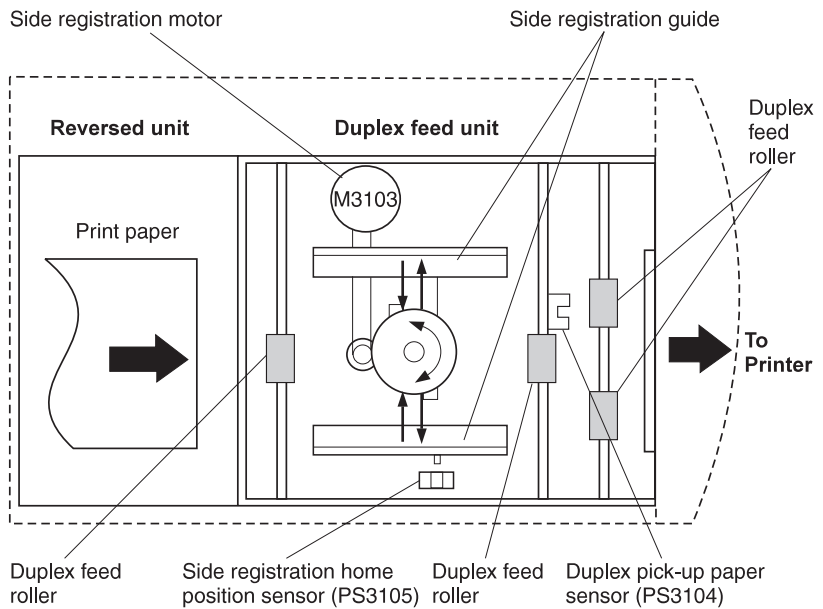 Side registration motor
Side registration guide
Reversed unit
Duplex feed unit
Duplex
feed
roller
M3103
Print paper
To
Printer
Duplex feed
roller
Side registration home
position sensor (PS3105)
Duplex feed
roller
Duplex pick-up paper
sensor (PS3104)